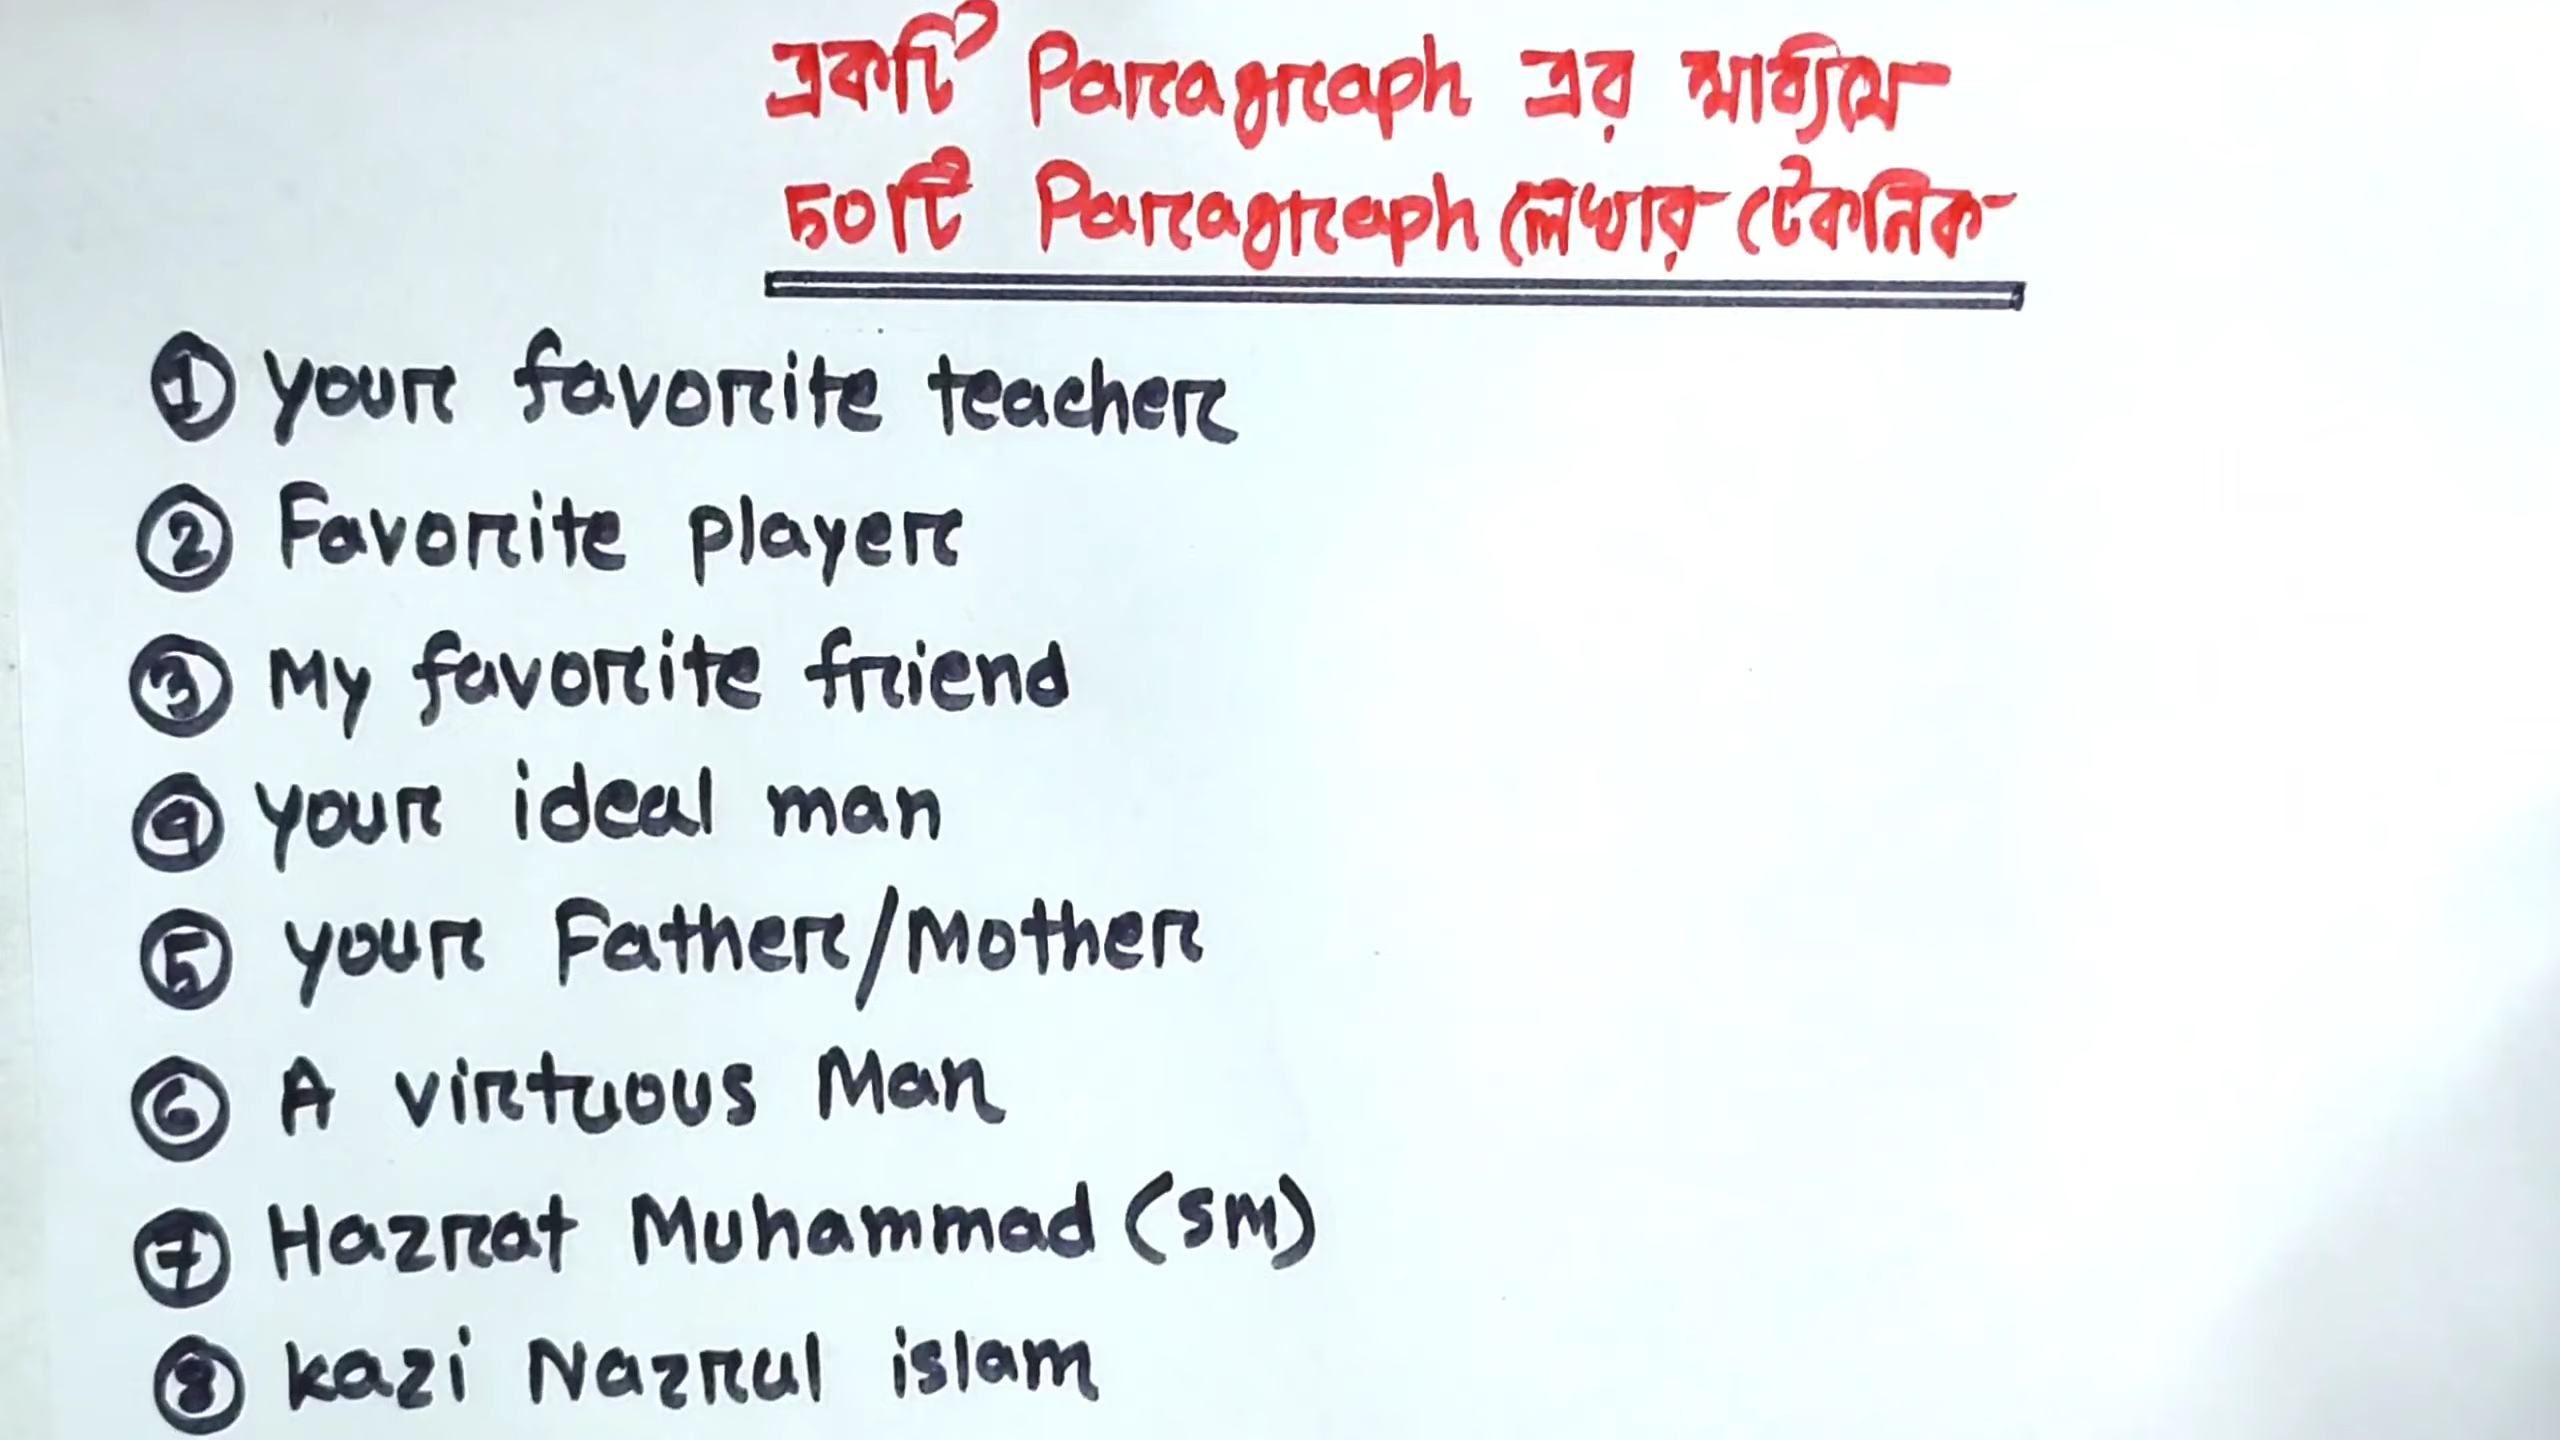 একটি Paragraph এর মাধ্যমে
50টি Paragraph লেখার টেকনিক
① your favorite teacher
② Favorite player
③ My favorite friend
④ your ideal man
⑤ your Father/Mother
⑥ A virtuous Man
⑦ Hazrat Muhammad (SM)
⑧ kazi Nazrul islam